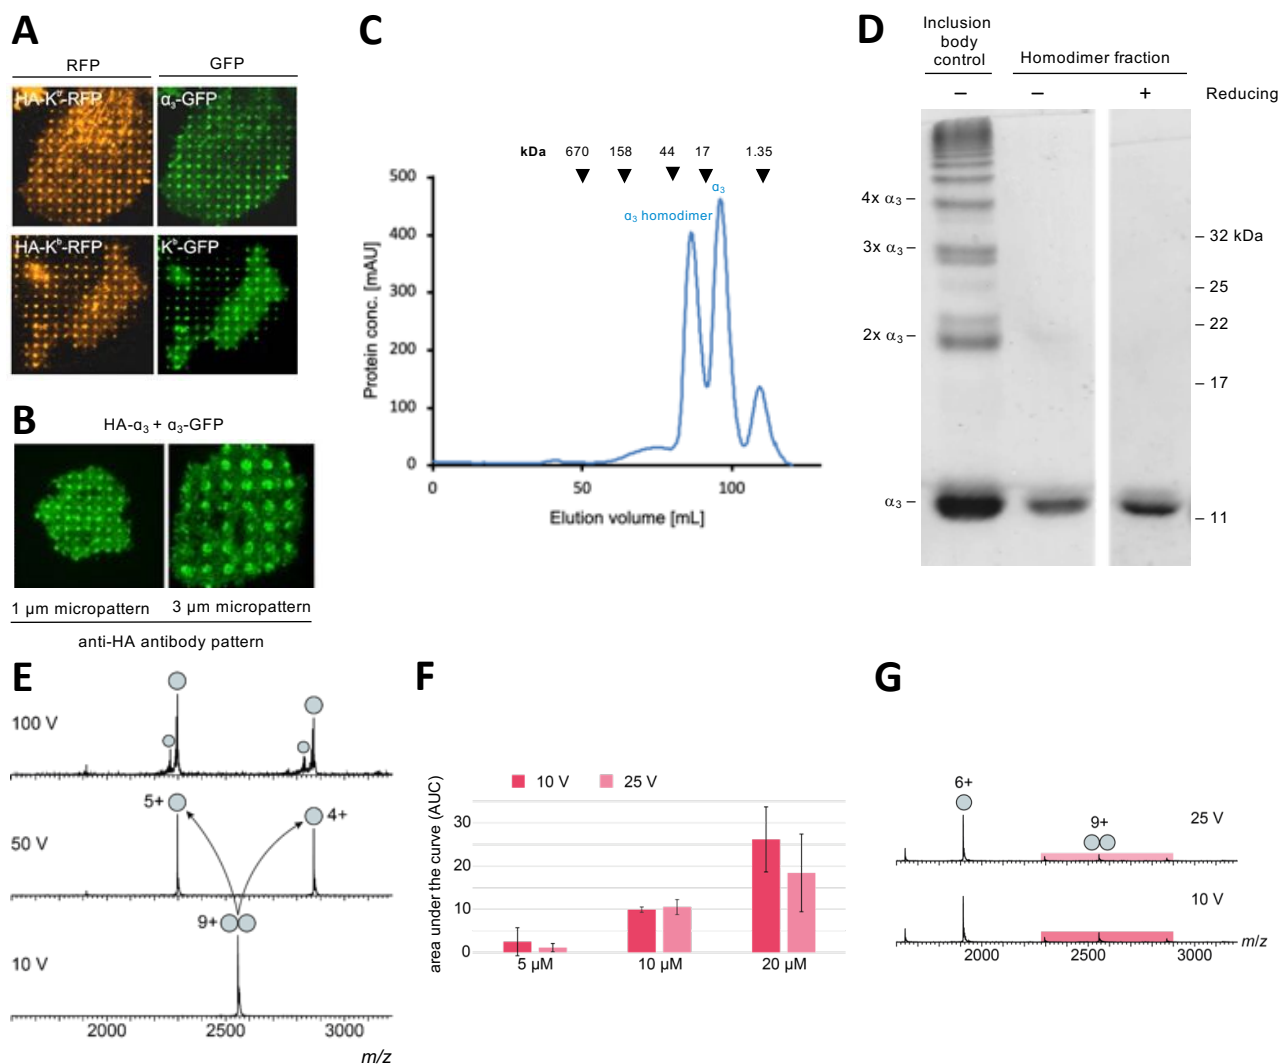 A
RFP
GFP
HA-Kᵇ-RFP
α₃-GFP
HA-Kᵇ-RFP
Kᵇ-GFP
B
HA-α₃ + α₃-GFP
1 µm micropattern
3 µm micropattern
anti-HA antibody pattern
C
kDa 670 158 44 17 1.35
α₃
α₃ homodimer
500
400
300
200
100
0
Protein conc. [mAU]
0 50 100
Elution volume [mL]
D
Inclusion
body
control
Homodimer fraction
– – + Reducing
4x α₃ –
3x α₃ –
2x α₃ –
α₃ –
– 32 kDa
– 25
– 22
– 17
– 11
E
100 V
5+
4+
50 V
9+
10 V
2000 2500 3000
m/z
F
10 V 25 V
area under the curve (AUC)
30
20
10
0
5 µM 10 µM 20 µM
G
6+
9+
25 V
10 V
m/z
2000 2500 3000